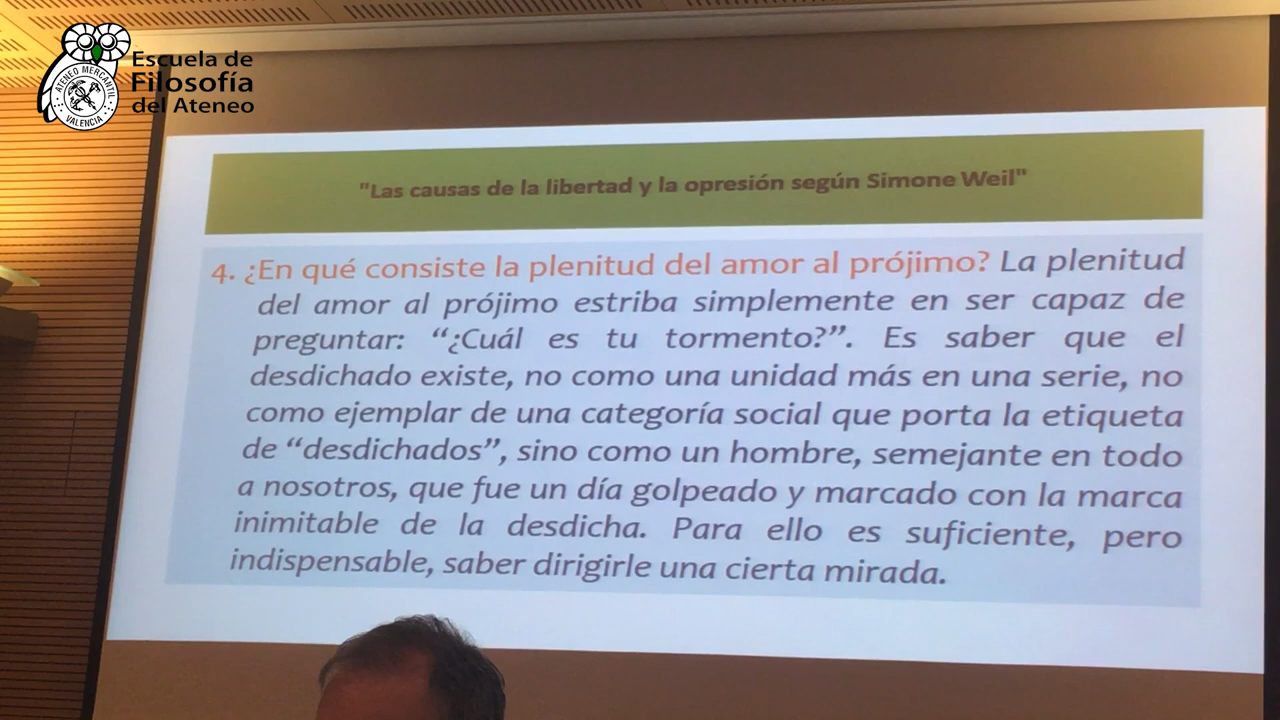 Escuela de
Filosofía
del Ateneo
ATENEO MERCANTIL
VALENCIA
"Las causas de la libertad y la opresión según Simone Weil"
4. ¿En qué consiste la plenitud del amor al prójimo? La plenitud
del amor al prójimo estriba simplemente en ser capaz de
preguntar: “¿Cuál es tu tormento?”. Es saber que el
desdichado existe, no como una unidad más en una serie, no
como ejemplar de una categoría social que porta la etiqueta
de “desdichados”, sino como un hombre, semejante en todo
a nosotros, que fue un día golpeado y marcado con la marca
inimitable de la desdicha. Para ello es suficiente, pero
indispensable, saber dirigirle una cierta mirada.